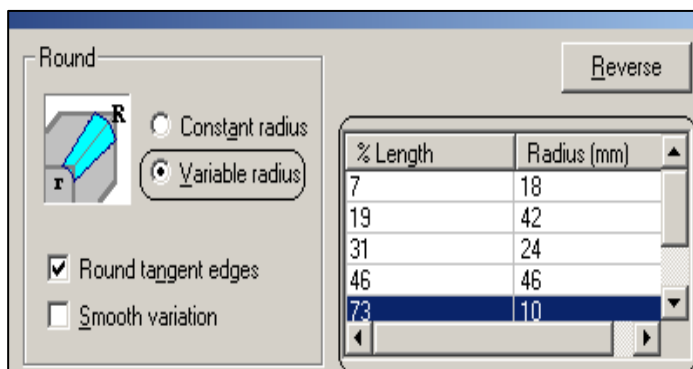 Round
Reverse
R
r
Constant radius
Variable radius
Round tangent edges
Smooth variation
% Length Radius (mm)
7 18
19 42
31 24
46 46
73 10